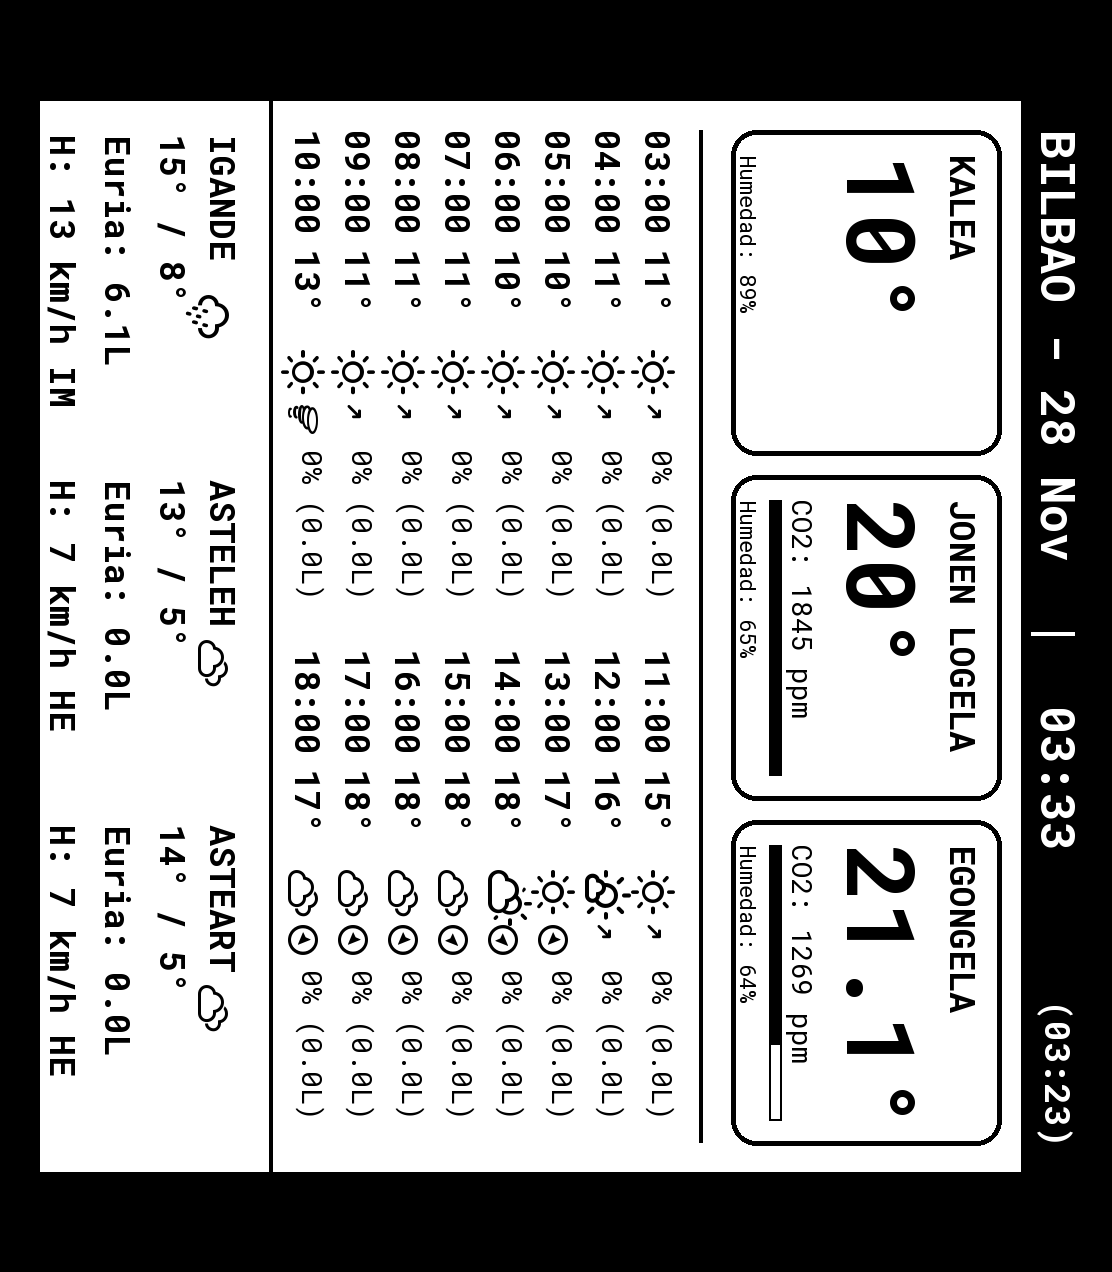 BILBAO - 28 Nov | 03:33 (03:23)
KALEA
10°
Humedad: 89%
JONEN LOGELA
20°
CO2: 1845 ppm
Humedad: 65%
EGONGELA
21.1°
CO2: 1269 ppm
Humedad: 64%
03:00 11° ↗ 0% (0.0L)
04:00 11° ↗ 0% (0.0L)
05:00 10° ↗ 0% (0.0L)
06:00 10° ↗ 0% (0.0L)
07:00 11° ↗ 0% (0.0L)
08:00 11° ↗ 0% (0.0L)
09:00 11° ↗ 0% (0.0L)
10:00 13° 0% (0.0L)
11:00 15° ↗ 0% (0.0L)
12:00 16° ↗ 0% (0.0L)
13:00 17° 0% (0.0L)
14:00 18° 0% (0.0L)
15:00 18° 0% (0.0L)
16:00 18° 0% (0.0L)
17:00 18° 0% (0.0L)
18:00 17° 0% (0.0L)
IGANDE
15° / 8°
Euria: 6.1L
H: 13 km/h IM
ASTELEH
13° / 5°
Euria: 0.0L
H: 7 km/h HE
ASTEART
14° / 5°
Euria: 0.0L
H: 7 km/h HE